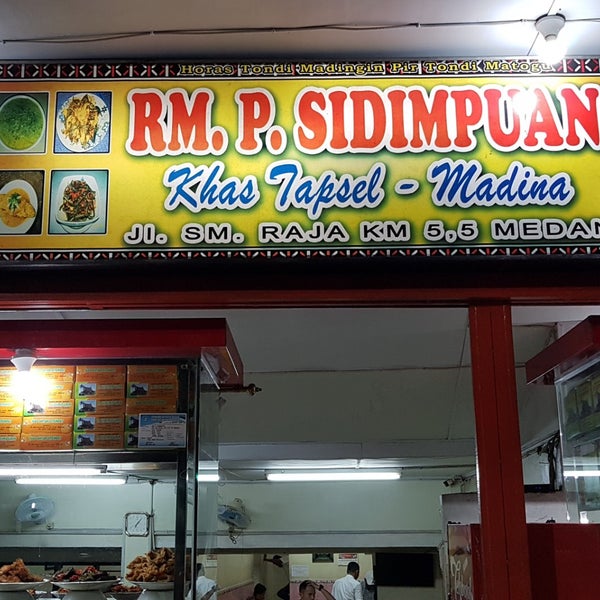 Horas Tondi Madingin Pir Tondi Matogu
RM. P. SIDIMPUAN
Khas Tapsel - Madina
Jl. SM. RAJA KM 5,5 MEDAN